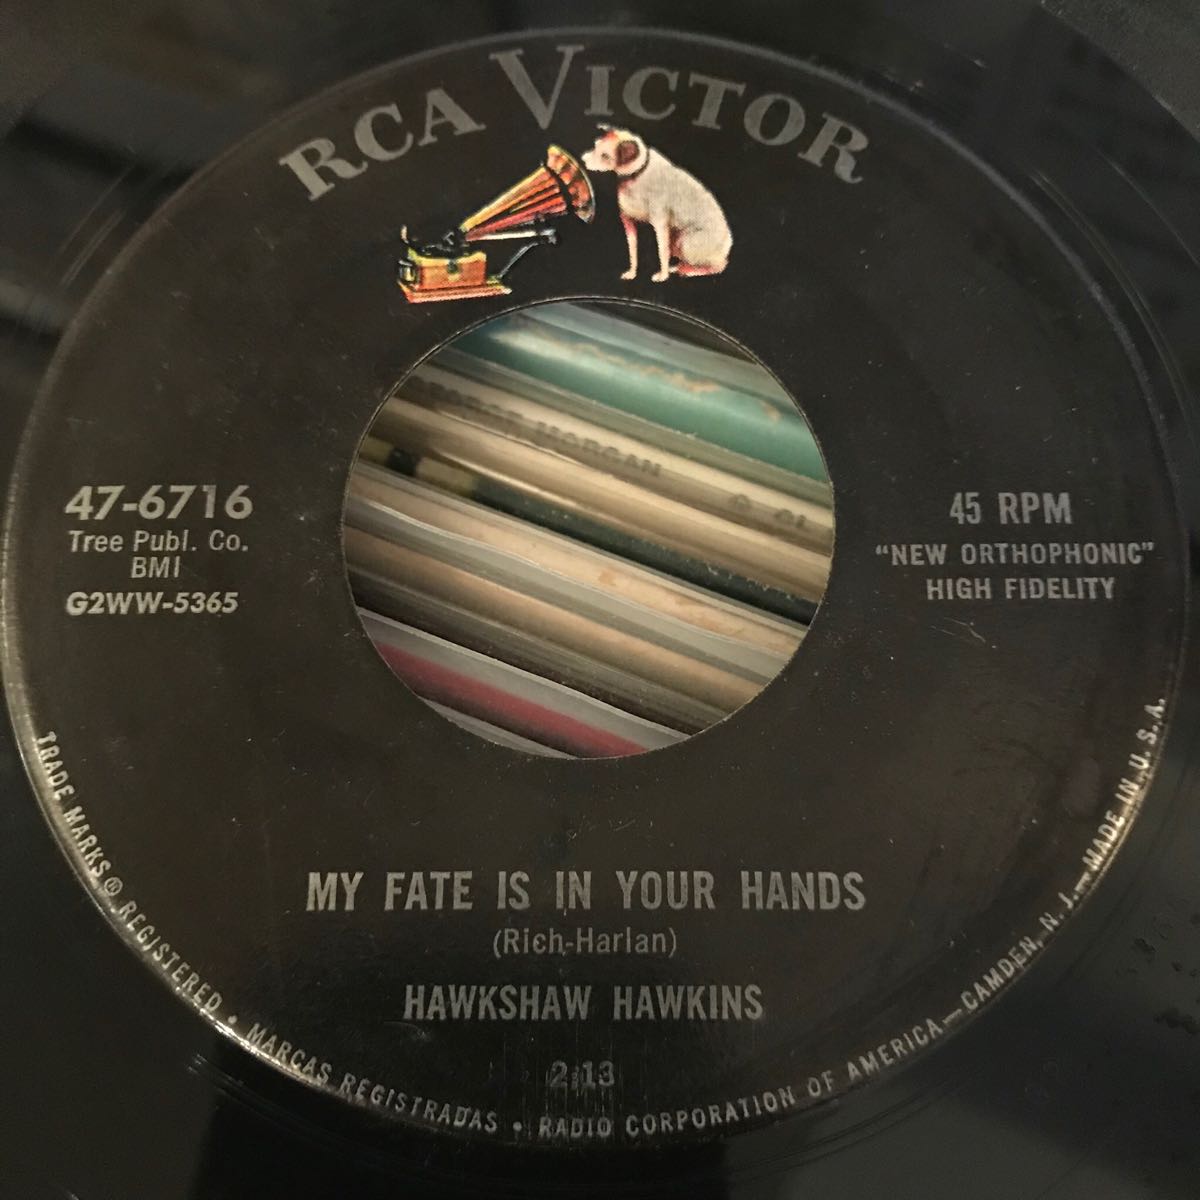 RCA VICTOR
47-6716
Tree Publ. Co.
BMI
G2WW-5365
45 RPM
"NEW ORTHOPHONIC"
HIGH FIDELITY
MORGAN
MY FATE IS IN YOUR HANDS
(Rich-Harlan)
HAWKSHAW HAWKINS
2:13
TRADE MARKS ® REGISTERED • MARCAS REGISTRADAS • RADIO CORPORATION OF AMERICA—CAMDEN, N. J.—MADE IN U. S. A.